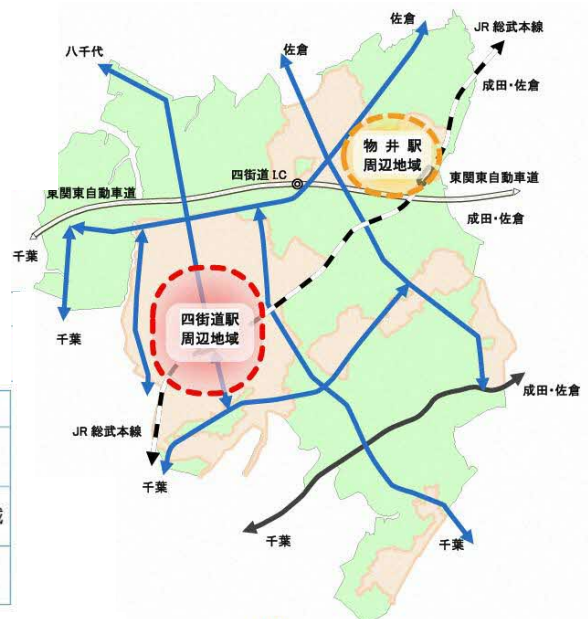 佐倉
JR 総武本線
八千代
佐倉
成田・佐倉
物井駅
周辺地域
四街道 I.C
東関東自動車道
東関東自動車道
成田・佐倉
千葉
千葉
四街道駅
周辺地域
成田・佐倉
JR 総武本線
千葉
千葉
千葉